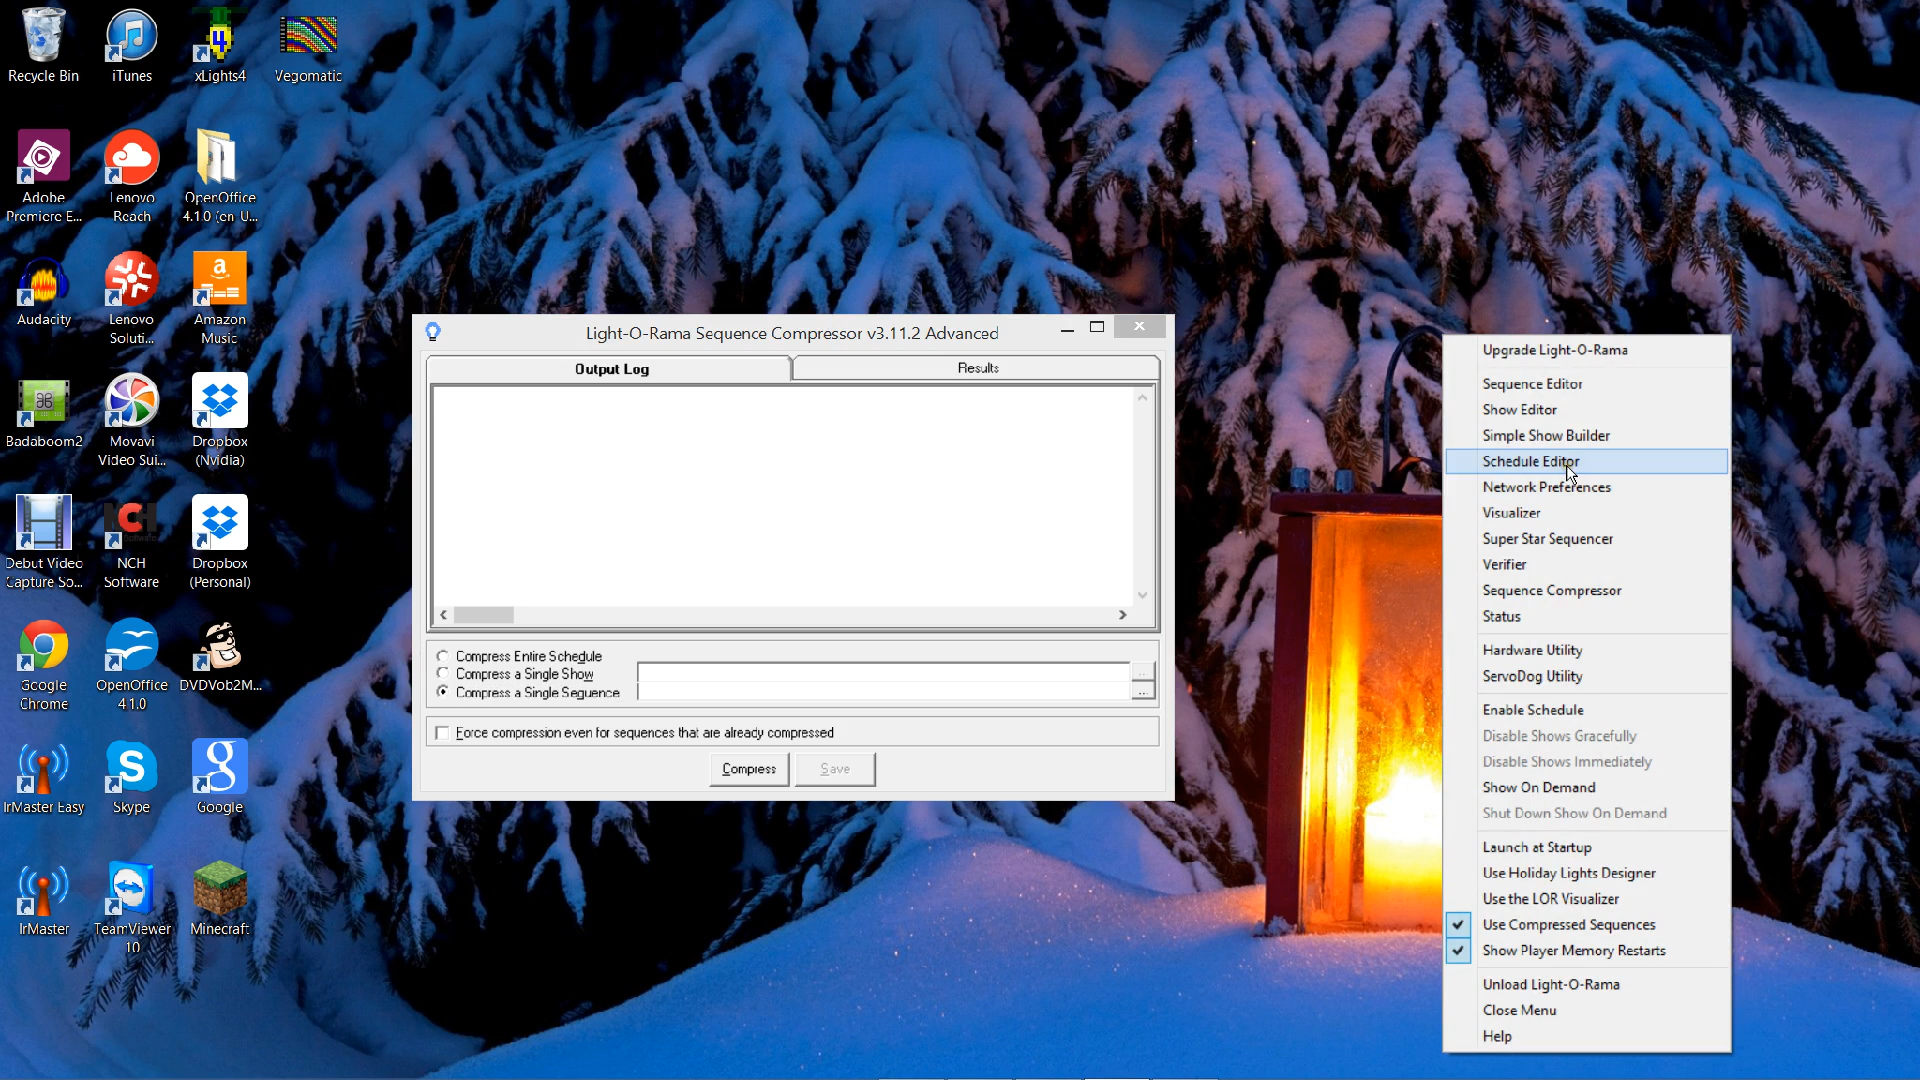 Recycle Bin
iTunes
xLights4
Vegomatic
Adobe
Premiere E...
Lenovo
Reach
OpenOffice
4.1.0 (en-U...
Audacity
Lenovo
Soluti...
Amazon
Music
Badaboom2
Movavi
Video Sui...
Dropbox
(Nvidia)
Debut Video
Capture So...
NCH
Software
Dropbox
(Personal)
Google
Chrome
OpenOffice
4.1.0
DVDVob2M...
IrMaster Easy
Skype
Google
IrMaster
TeamViewer
10
Minecraft
Light-O-Rama Sequence Compressor v3.11.2 Advanced
Output Log
Results
Compress Entire Schedule
Compress a Single Show
...
Compress a Single Sequence
...
Force compression even for sequences that are already compressed
Compress
Save
Upgrade Light-O-Rama
Sequence Editor
Show Editor
Simple Show Builder
Schedule Editor
Network Preferences
Visualizer
Super Star Sequencer
Verifier
Sequence Compressor
Status
Hardware Utility
ServoDog Utility
Enable Schedule
Disable Shows Gracefully
Disable Shows Immediately
Show On Demand
Shut Down Show On Demand
Launch at Startup
Use Holiday Lights Designer
Use the LOR Visualizer
Use Compressed Sequences
Show Player Memory Restarts
Unload Light-O-Rama
Close Menu
Help